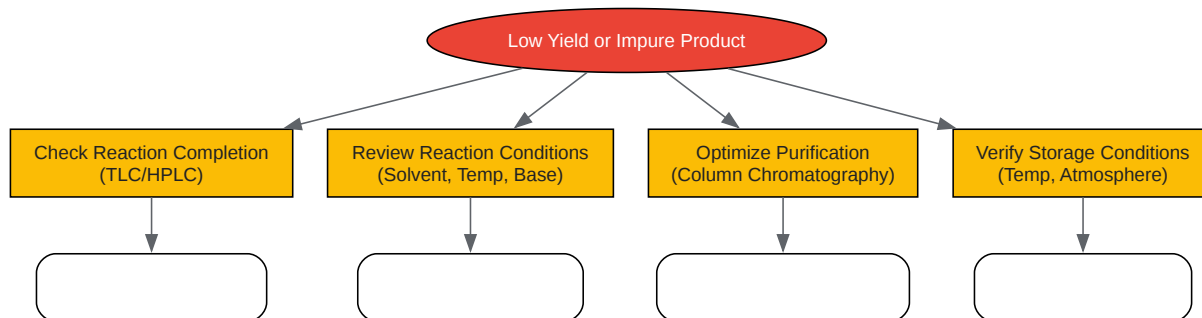 Low Yield or Impure Product
Check Reaction Completion
(TLC/HPLC)
Review Reaction Conditions
(Solvent, Temp, Base)
Optimize Purification
(Column Chromatography)
Verify Storage Conditions
(Temp, Atmosphere)